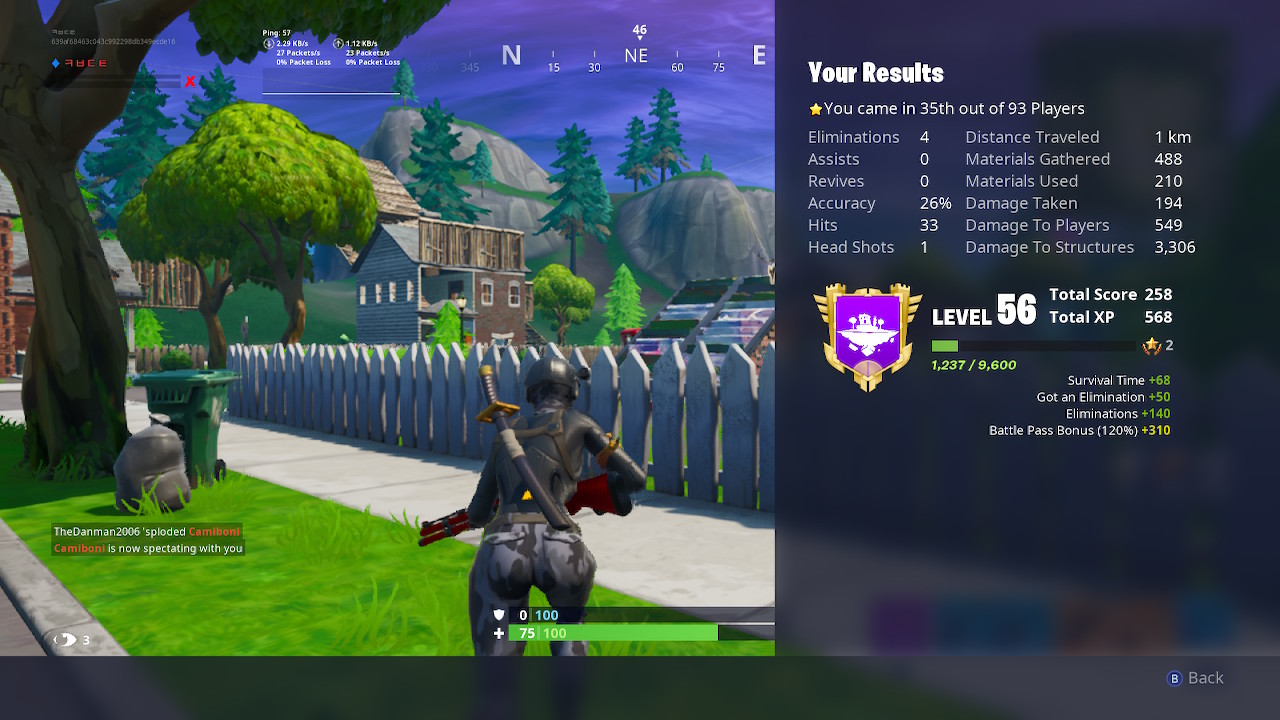 ㅋㅂㄷㅌ
Ping: 57
2.29 KB/s 1.12 KB/s
27 Packets/s 23 Packets/s
0% Packet Loss 0% Packet Loss
46
345 N 15 30 NE 60 75 E
Your Results
You came in 35th out of 93 Players
Eliminations 4 Distance Traveled 1 km
Assists 0 Materials Gathered 488
Revives 0 Materials Used 210
Accuracy 26% Damage Taken 194
Hits 33 Damage To Players 549
Head Shots 1 Damage To Structures 3,306
LEVEL 56
Total Score 258
Total XP 568
2
1,237 / 9,600
Survival Time +68
Got an Elimination +50
Eliminations +140
Battle Pass Bonus (120%) +310
TheDanman2006 'sploded Camiboni
Camiboni is now spectating with you
0 | 100
75 | 100
3
B Back